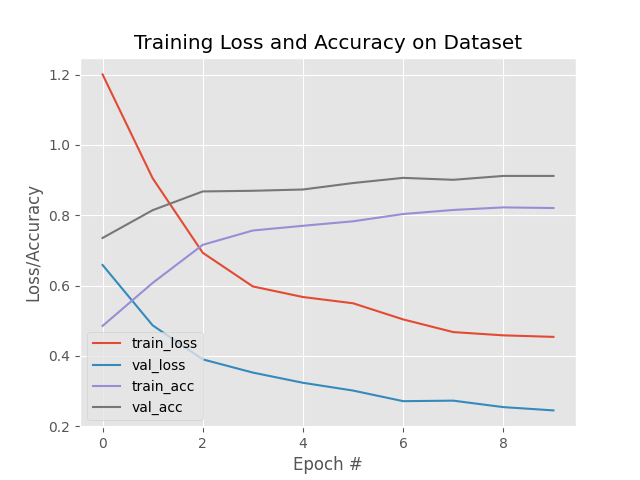 Training Loss and Accuracy on Dataset
Loss/Accuracy
1.2
1.0
0.8
0.6
0.4
0.2
train_loss
val_loss
train_acc
val_acc
0 2 4 6 8
Epoch #